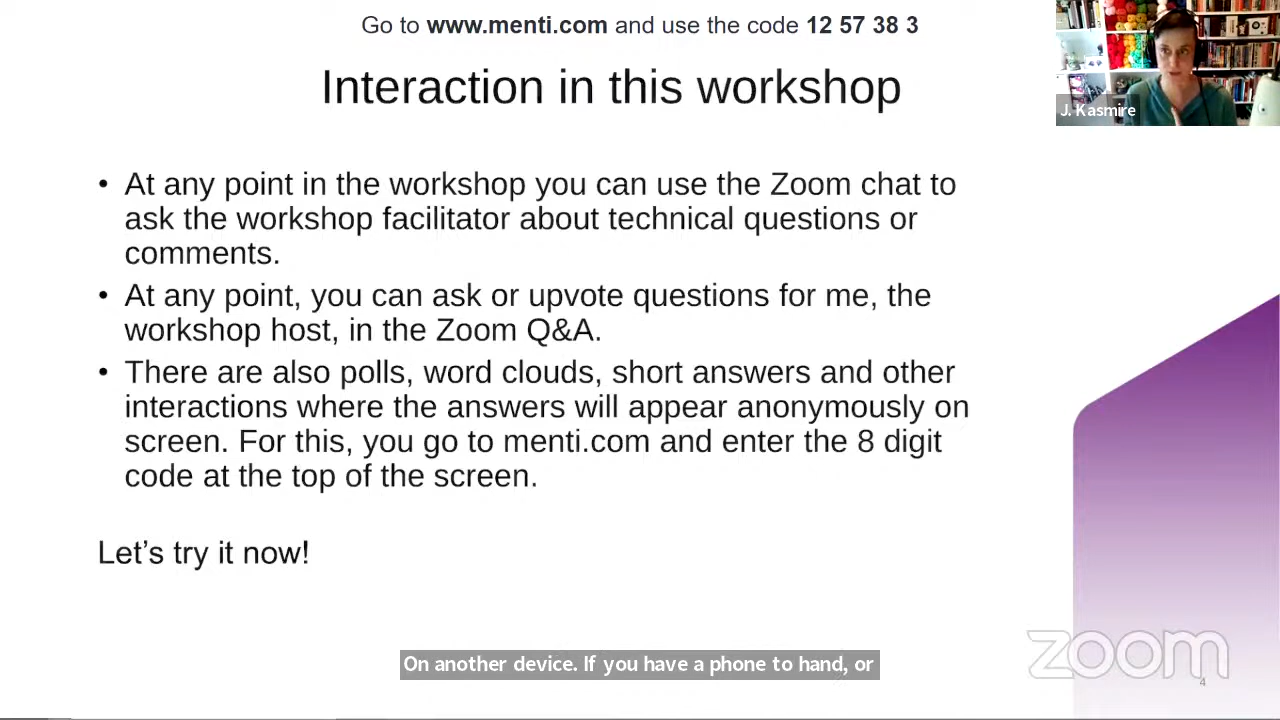 Go to www.menti.com and use the code 12 57 38 3
J. Kasmire
Interaction in this workshop
• At any point in the workshop you can use the Zoom chat to
ask the workshop facilitator about technical questions or
comments.
• At any point, you can ask or upvote questions for me, the
workshop host, in the Zoom Q&A.
• There are also polls, word clouds, short answers and other
interactions where the answers will appear anonymously on
screen. For this, you go to menti.com and enter the 8 digit
code at the top of the screen.
Let’s try it now!
On another device. If you have a phone to hand, or
zoom
4